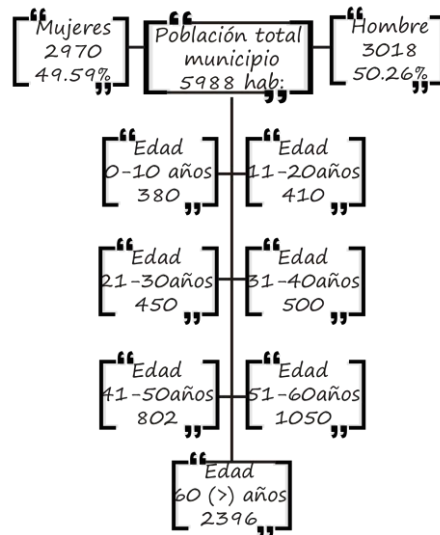 Mujeres
2970
49.59%
Población total
municipio
5988 hab:
Hombre
3018
50.26%
Edad
0-10 años
380
Edad
11-20años
410
Edad
21-30años
450
Edad
31-40años
500
Edad
41-50años
802
Edad
51-60años
1050
Edad
60 (>) años
2396